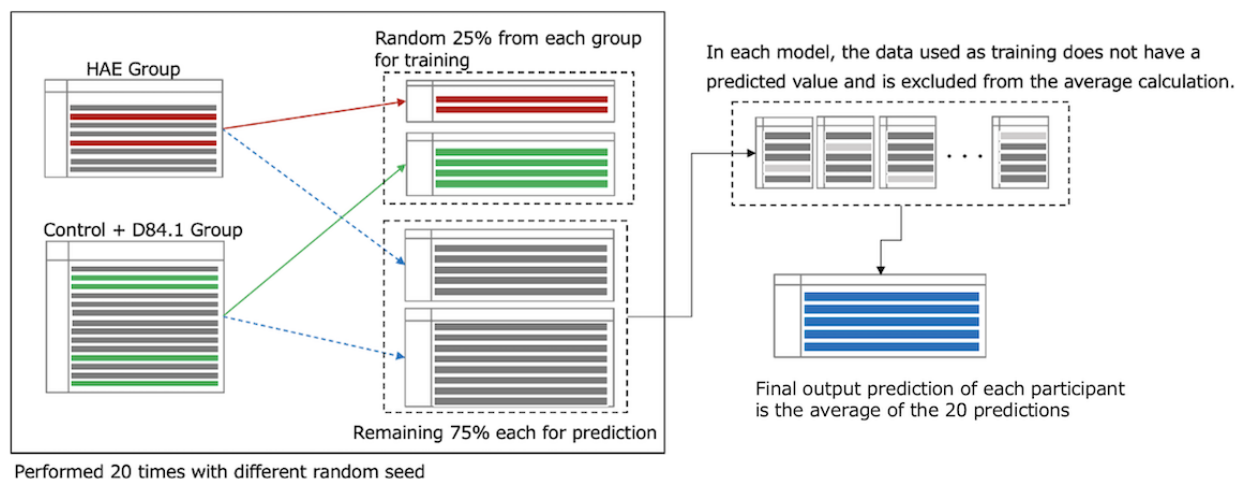 HAE Group
Random 25% from each group
for training
Control + D84.1 Group
Remaining 75% each for prediction
Performed 20 times with different random seed
In each model, the data used as training does not have a
predicted value and is excluded from the average calculation.
. . .
Final output prediction of each participant
is the average of the 20 predictions